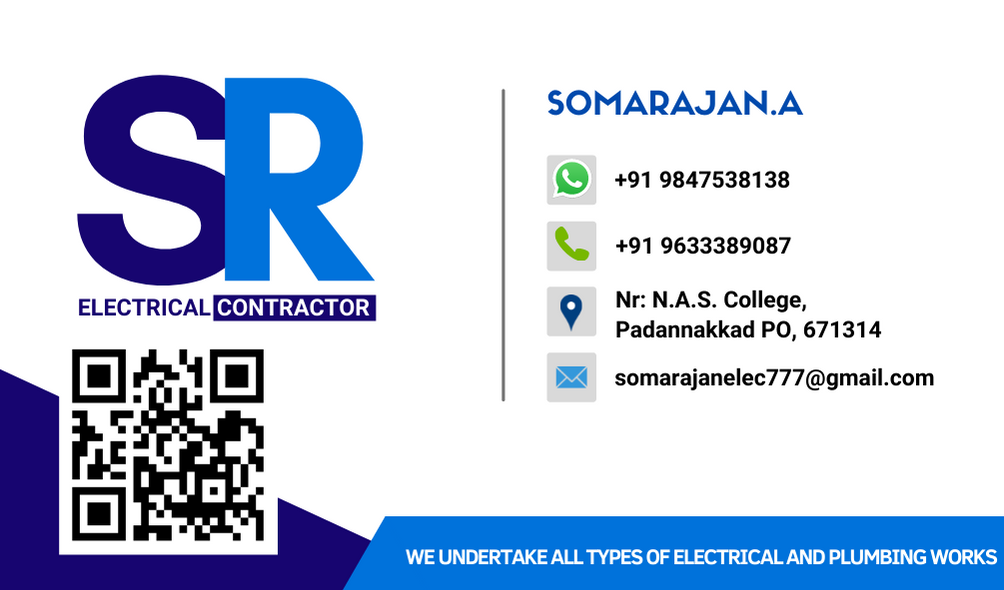 SR
ELECTRICAL CONTRACTOR
SOMARAJAN.A
+91 9847538138
+91 9633389087
Nr: N.A.S. College,
Padannakkad PO, 671314
somarajanelec777@gmail.com
WE UNDERTAKE ALL TYPES OF ELECTRICAL AND PLUMBING WORKS